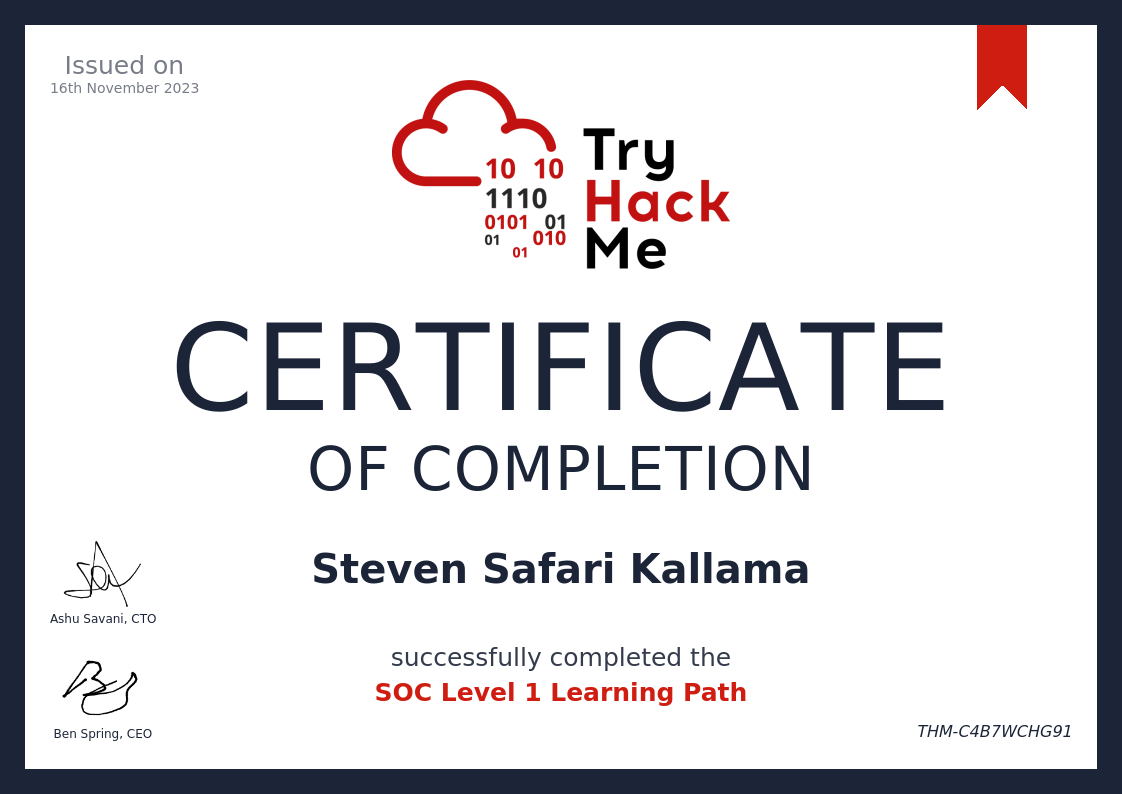 Issued on
16th November 2023
10 10
1110
0101 01
01 010
01
Try
Hack
Me
CERTIFICATE
OF COMPLETION
Steven Safari Kallama
Ashu Savani, CTO
successfully completed the
SOC Level 1 Learning Path
Ben Spring, CEO
THM-C4B7WCHG91